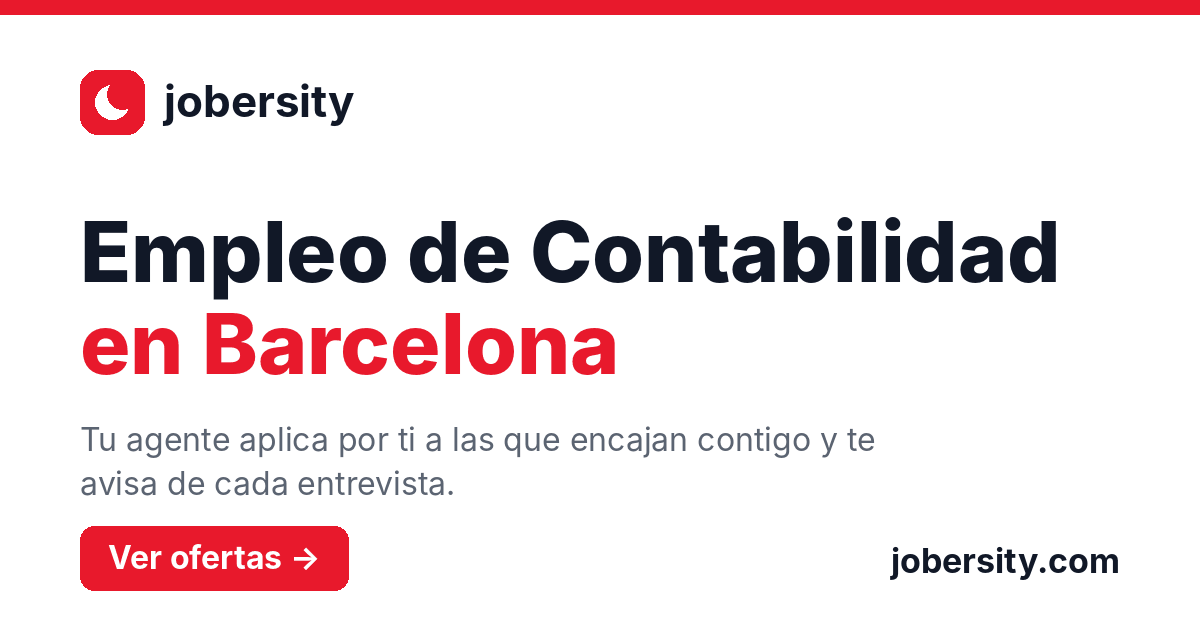 jobersity
Empleo de Contabilidad
en Barcelona
Tu agente aplica por ti a las que encajan contigo y te
avisa de cada entrevista.
Ver ofertas →
jobersity.com